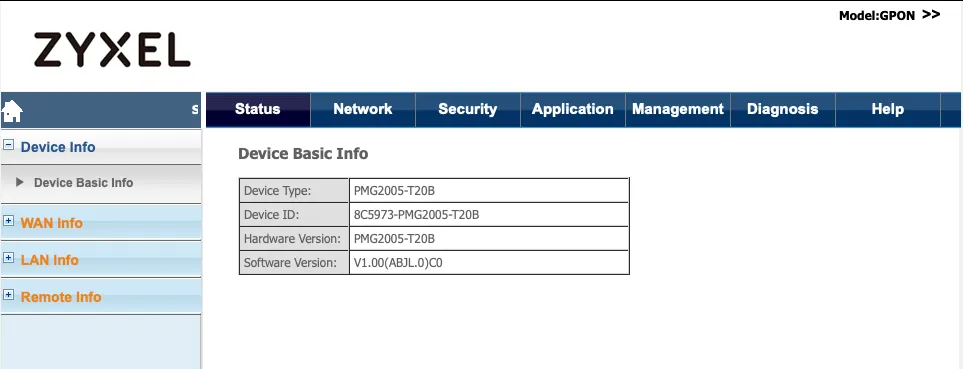 Model:GPON >>
ZYXEL
S Status Network Security Application Management Diagnosis Help
Device Info
Device Basic Info
WAN Info
LAN Info
Remote Info
Device Basic Info
Device Type: PMG2005-T20B
Device ID: 8C5973-PMG2005-T20B
Hardware Version: PMG2005-T20B
Software Version: V1.00(ABJL.0)C0